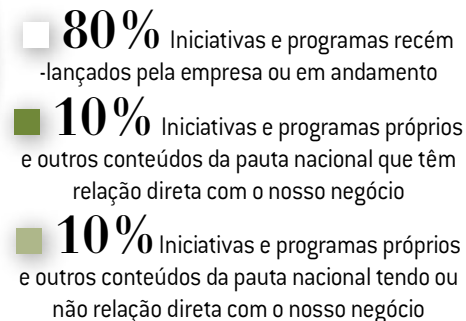 80% Iniciativas e programas recém
-lançados pela empresa ou em andamento
10% Iniciativas e programas próprios
e outros conteúdos da pauta nacional que têm
relação direta com o nosso negócio
10% Iniciativas e programas próprios
e outros conteúdos da pauta nacional tendo ou
não relação direta com o nosso negócio